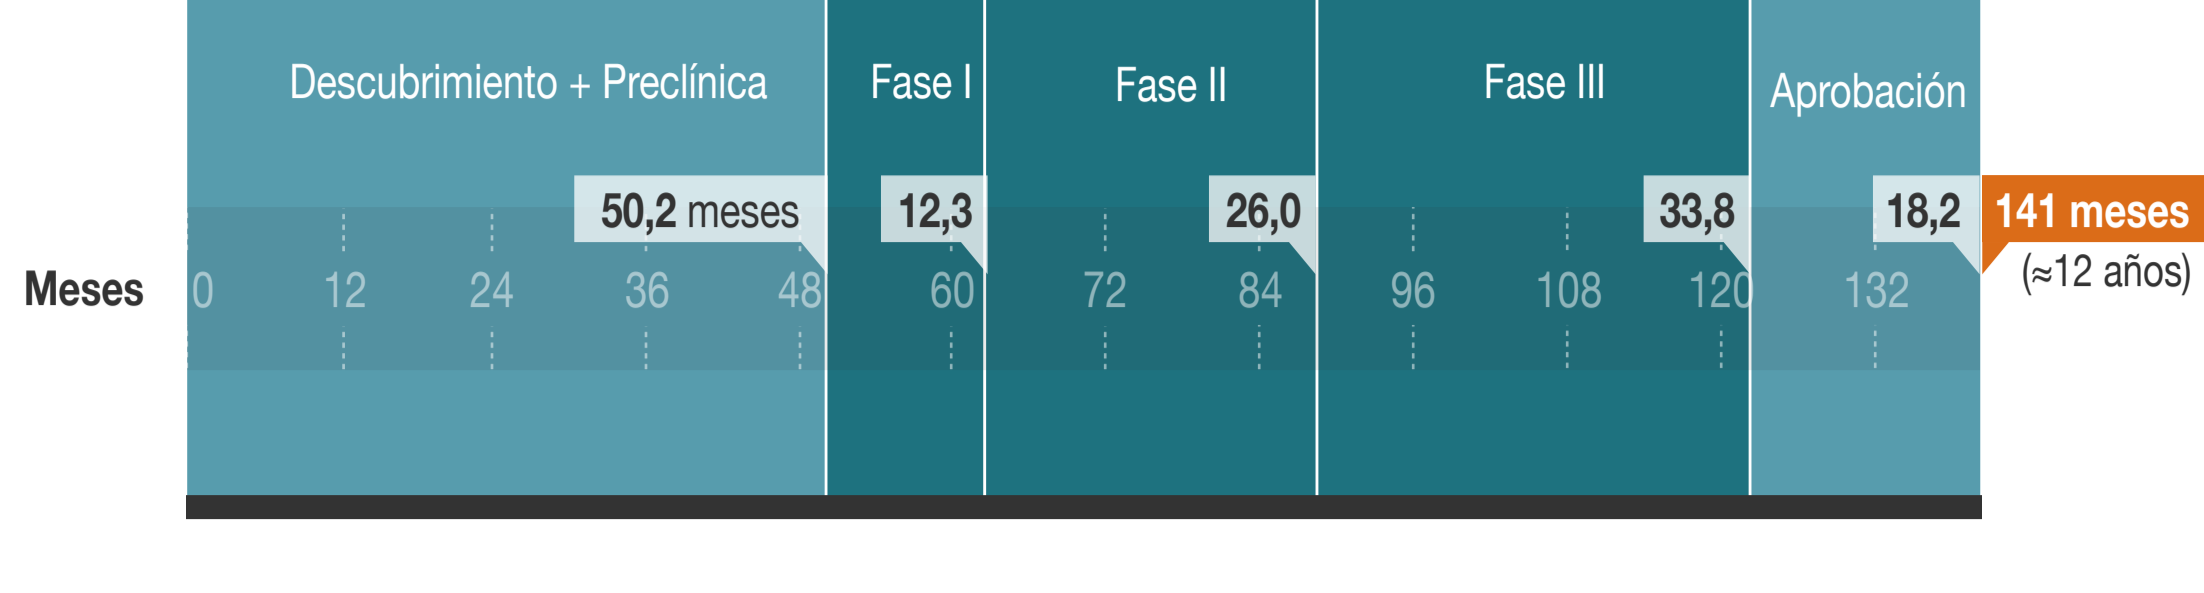 Descubrimiento + Preclínica
Fase I
Fase II
Fase III
Aprobación
50,2 meses
12,3
26,0
33,8
18,2
141 meses
(≈12 años)
Meses
0 12 24 36 48 60 72 84 96 108 120 132